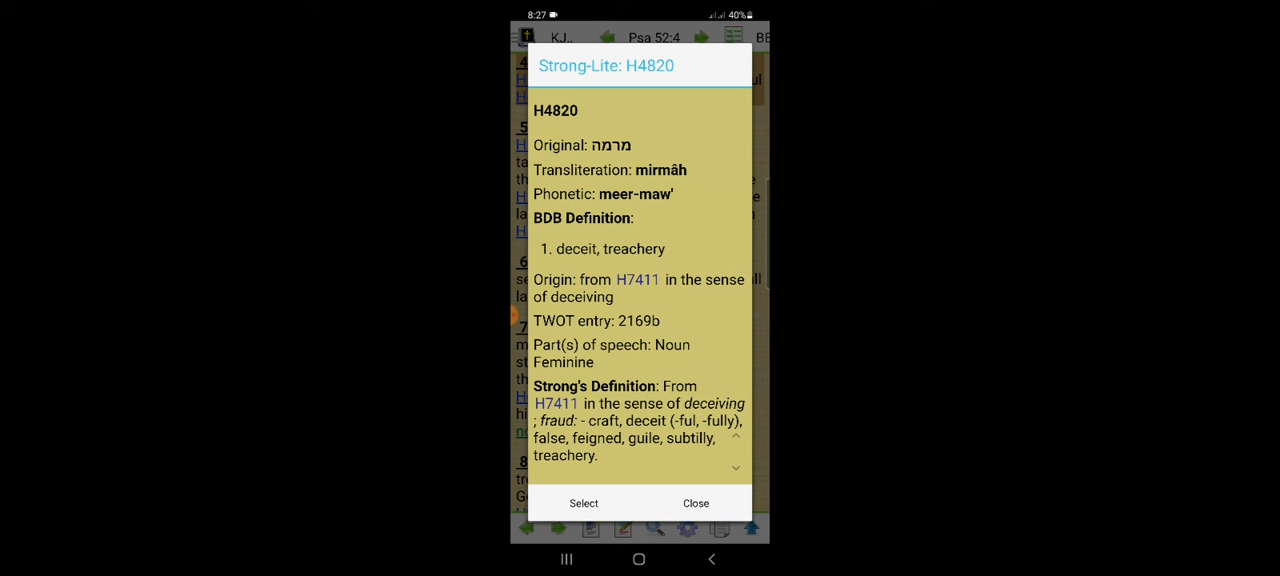 8:27
40%
KJ..
Psa 52:4
BE
Strong-Lite: H4820
H4820
Original: מרמה
Transliteration: mirmâh
Phonetic: meer-maw'
BDB Definition:
1. deceit, treachery
Origin: from H7411 in the sense
of deceiving
TWOT entry: 2169b
Part(s) of speech: Noun
Feminine
Strong's Definition: From
H7411 in the sense of deceiving
; fraud: - craft, deceit (-ful, -fully),
false, feigned, guile, subtilly,
treachery.
Select
Close